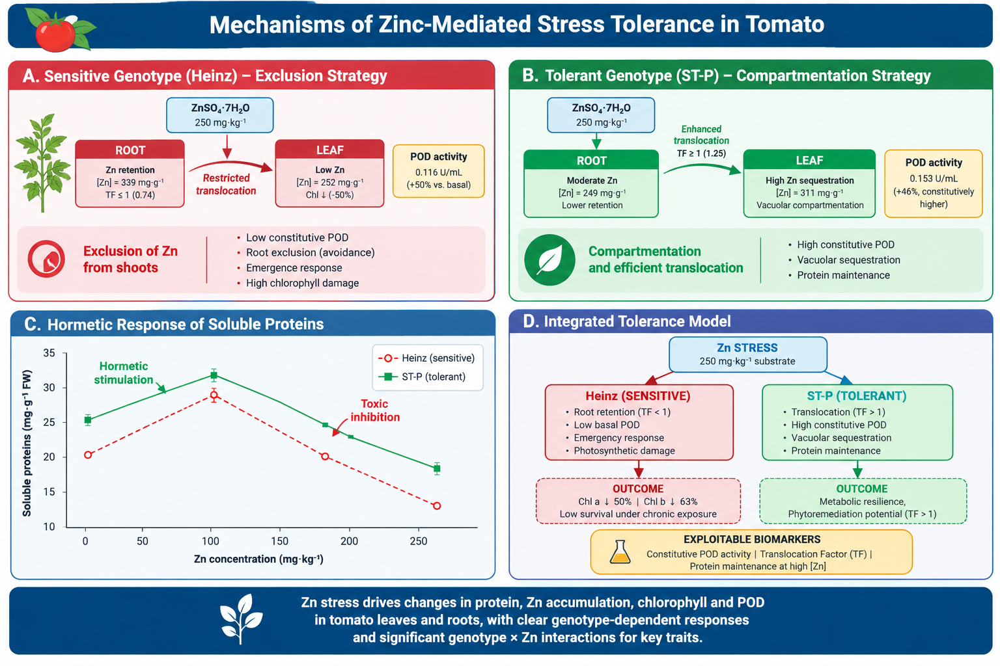 Mechanisms of Zinc-Mediated Stress Tolerance in Tomato
A. Sensitive Genotype (Heinz) – Exclusion Strategy
ZnSO₄·7H₂O
250 mg·kg⁻¹
ROOT
Zn retention
[Zn] = 339 mg·g⁻¹
TF ≤ 1 (0.74)
Restricted
translocation
LEAF
Low Zn
[Zn] = 252 mg·g⁻¹
Chl ↓ (-50%)
POD activity
0.116 U/mL
(+50% vs. basal)
Exclusion of Zn
from shoots
• Low constitutive POD
• Root exclusion (avoidance)
• Emergence response
• High chlorophyll damage
B. Tolerant Genotype (ST-P) – Compartmentation Strategy
ZnSO₄·7H₂O
250 mg·kg⁻¹
ROOT
Moderate Zn
[Zn] = 249 mg·g⁻¹
Lower retention
Enhanced
translocation
TF ≥ 1 (1.25)
LEAF
High Zn sequestration
[Zn] = 311 mg·g⁻¹
Vacuolar compartmentation
POD activity
0.153 U/mL
(+46%, constitutively
higher)
Compartmentation
and efficient translocation
• High constitutive POD
• Vacuolar sequestration
• Protein maintenance
C. Hormetic Response of Soluble Proteins
Soluble proteins (mg·g⁻¹ FW)
35
30
25
20
15
10
Hormetic
stimulation
Toxic
inhibition
Heinz (sensitive)
ST-P (tolerant)
0 50 100 150 200 250
Zn concentration (mg·kg⁻¹)
D. Integrated Tolerance Model
Zn STRESS
250 mg·kg⁻¹ substrate
Heinz (SENSITIVE)
• Root retention (TF < 1)
• Low basal POD
• Emergency response
• Photosynthetic damage
OUTCOME
Chl a ↓ 50% | Chl b ↓ 63%
Low survival under chronic exposure
ST-P (TOLERANT)
• Translocation (TF > 1)
• High constitutive POD
• Vacuolar sequestration
• Protein maintenance
OUTCOME
Metabolic resilience,
Phytoremediation potential (TF > 1)
EXPLOITABLE BIOMARKERS
Constitutive POD activity | Translocation Factor (TF) |
Protein maintenance at high [Zn]
Zn stress drives changes in protein, Zn accumulation, chlorophyll and POD
in tomato leaves and roots, with clear genotype-dependent responses
and significant genotype × Zn interactions for key traits.